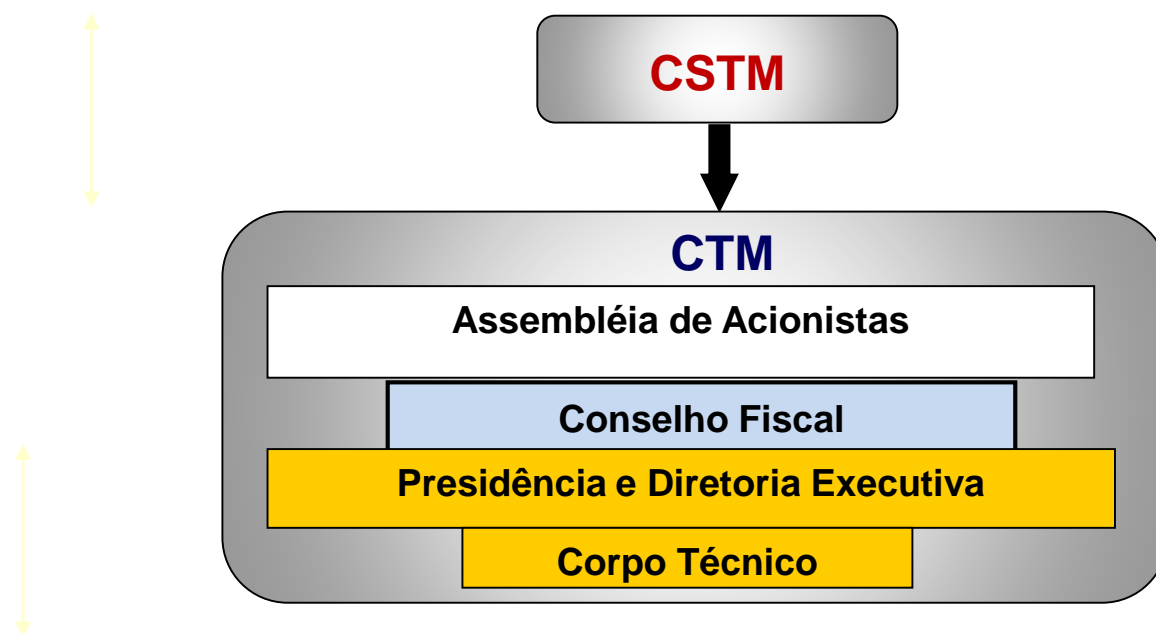 CSTM
CTM
Assembléia de Acionistas
Conselho Fiscal
Presidência e Diretoria Executiva
Corpo Técnico